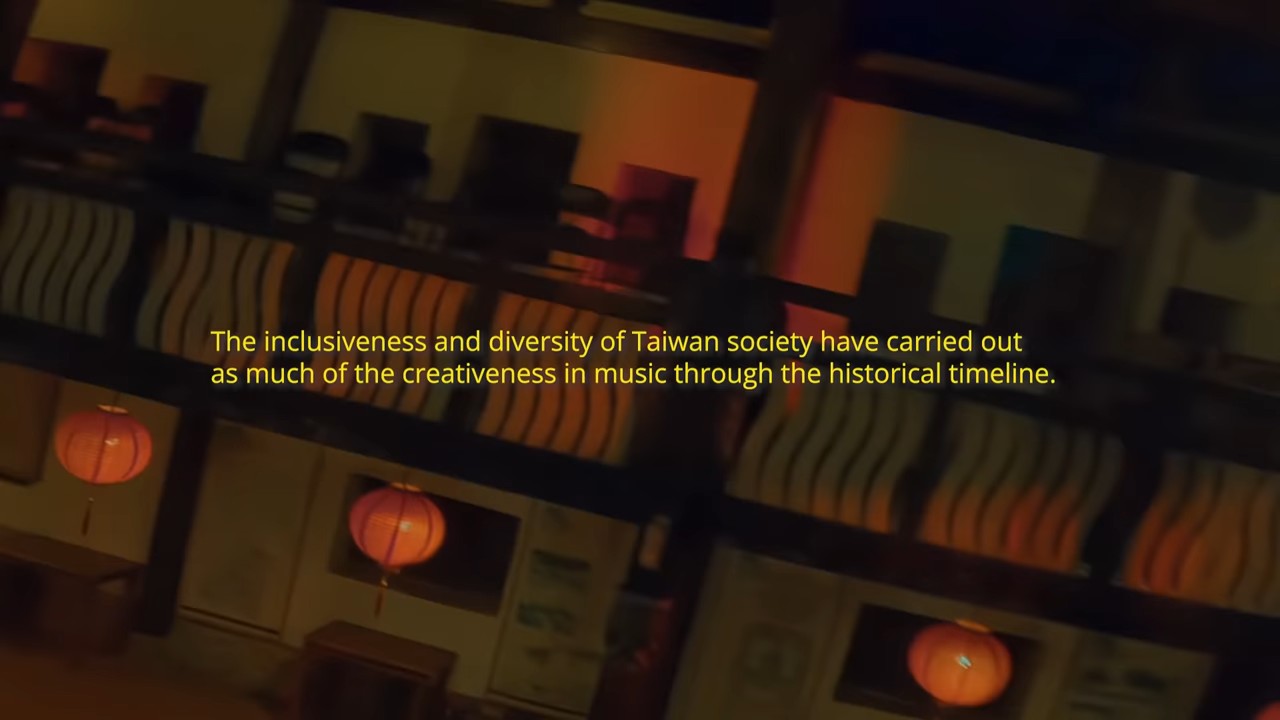 The inclusiveness and diversity of Taiwan society have carried out
as much of the creativeness in music through the historical timeline.